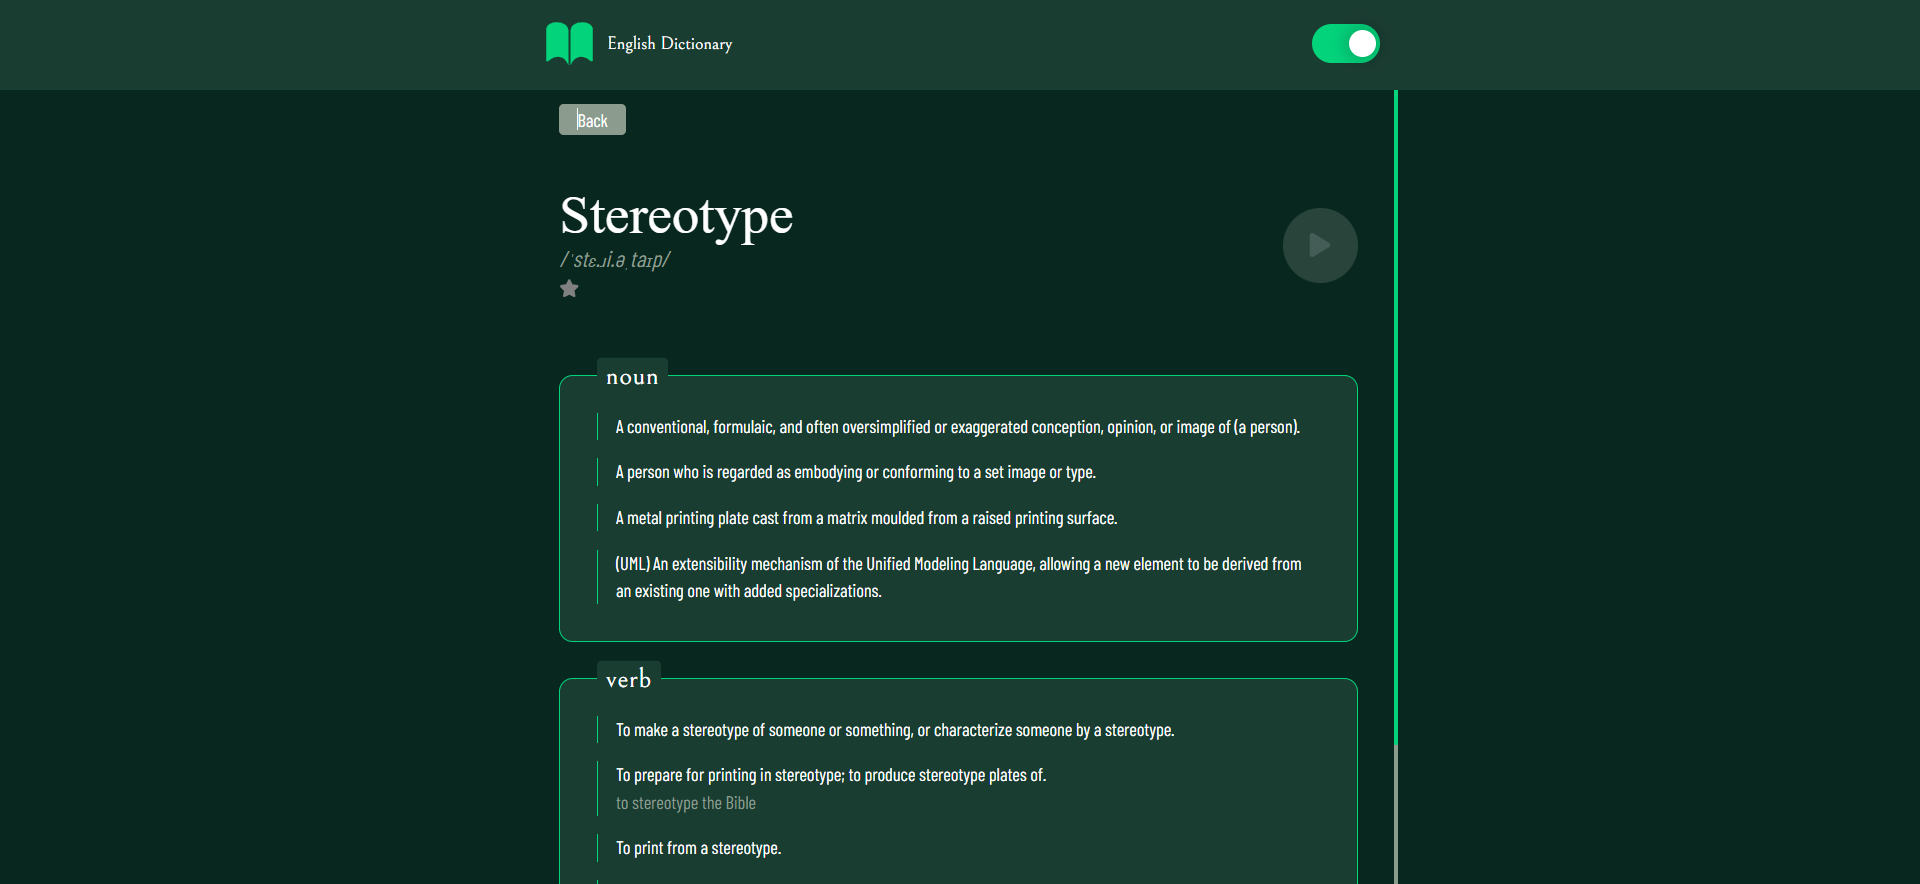 English Dictionary
Back
Stereotype
/ˈstɛ.ɹi.əˌtaɪp/
noun
A conventional, formulaic, and often oversimplified or exaggerated conception, opinion, or image of (a person).
A person who is regarded as embodying or conforming to a set image or type.
A metal printing plate cast from a matrix moulded from a raised printing surface.
(UML) An extensibility mechanism of the Unified Modeling Language, allowing a new element to be derived from
an existing one with added specializations.
verb
To make a stereotype of someone or something, or characterize someone by a stereotype.
To prepare for printing in stereotype; to produce stereotype plates of.
to stereotype the Bible
To print from a stereotype.